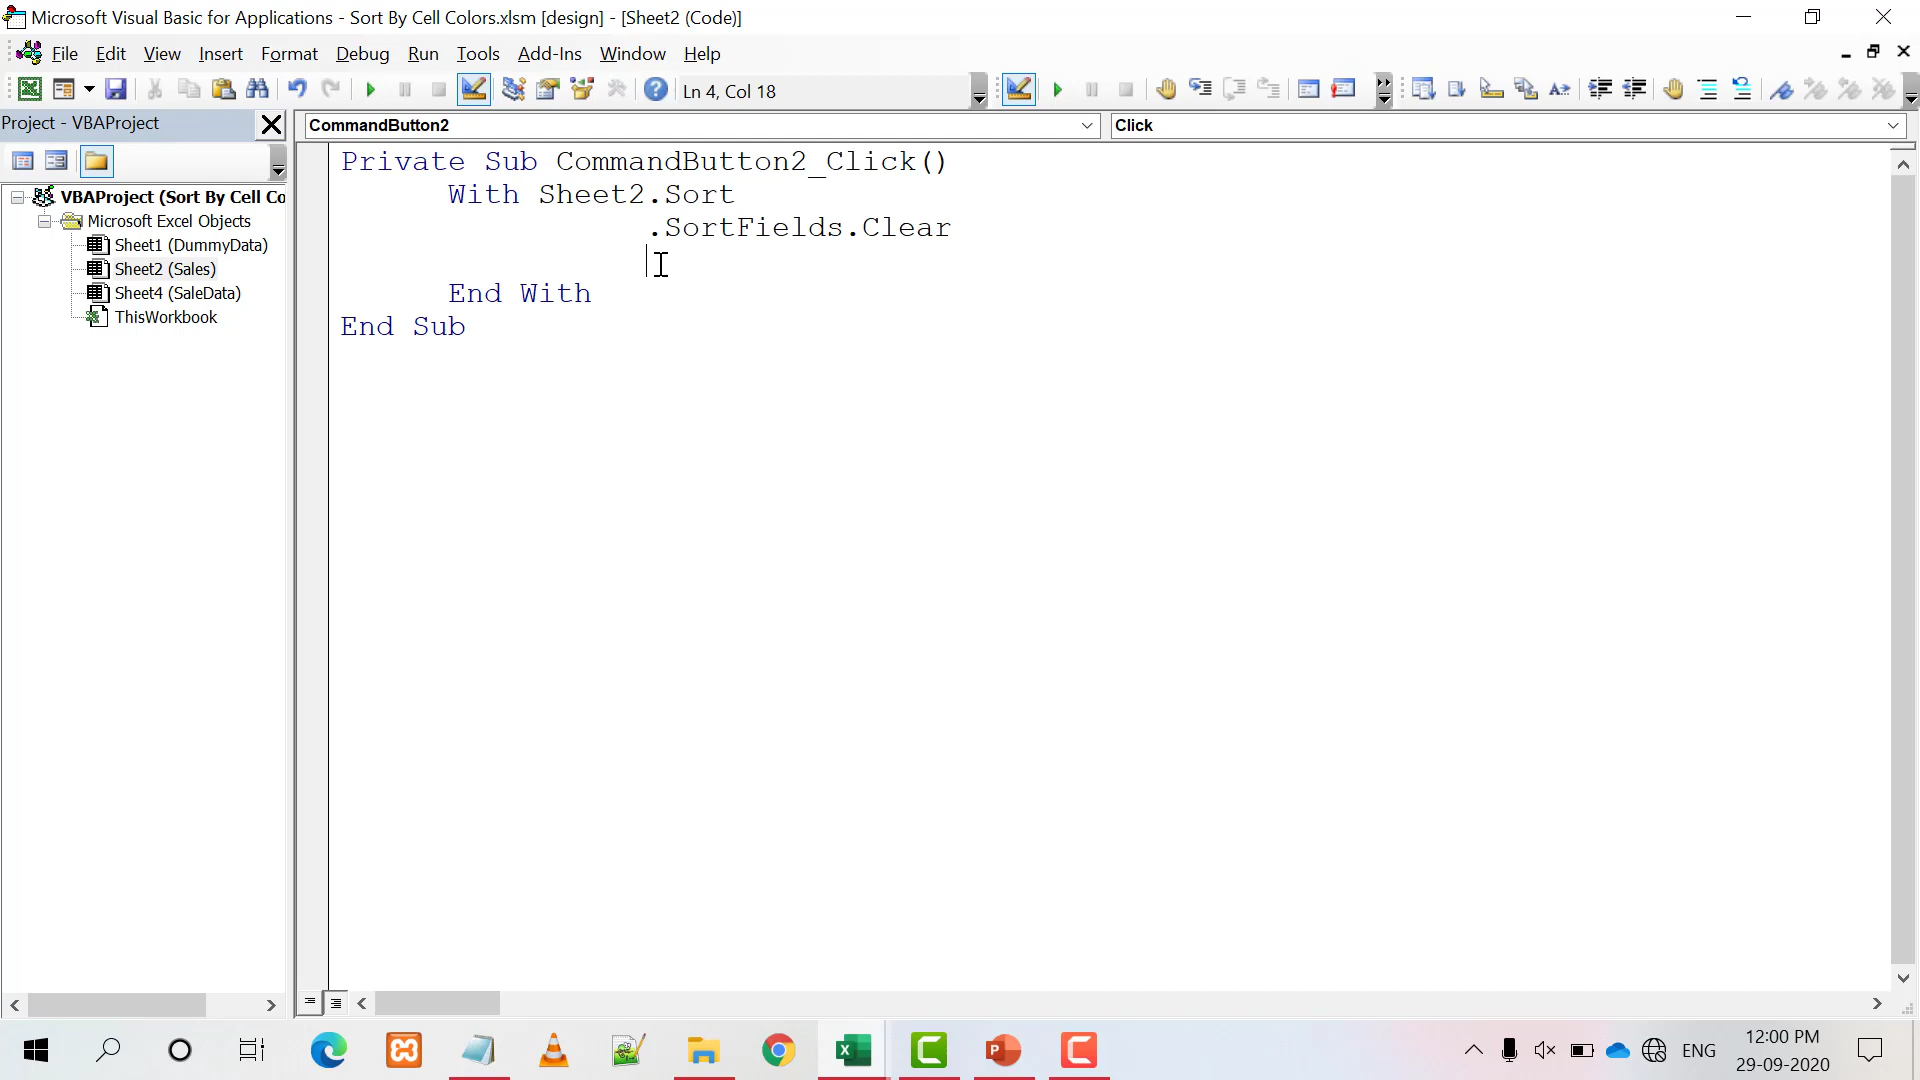 Microsoft Visual Basic for Applications - Sort By Cell Colors.xlsm [design] - [Sheet2 (Code)]
File Edit View Insert Format Debug Run Tools Add-Ins Window Help
Ln 4, Col 18
Project - VBAProject
CommandButton2
Click
VBAProject (Sort By Cell Co
Microsoft Excel Objects
Sheet1 (DummyData)
Sheet2 (Sales)
Sheet4 (SaleData)
ThisWorkbook
Private Sub CommandButton2_Click()
With Sheet2.Sort
.SortFields.Clear
End With
End Sub
ENG
12:00 PM
29-09-2020